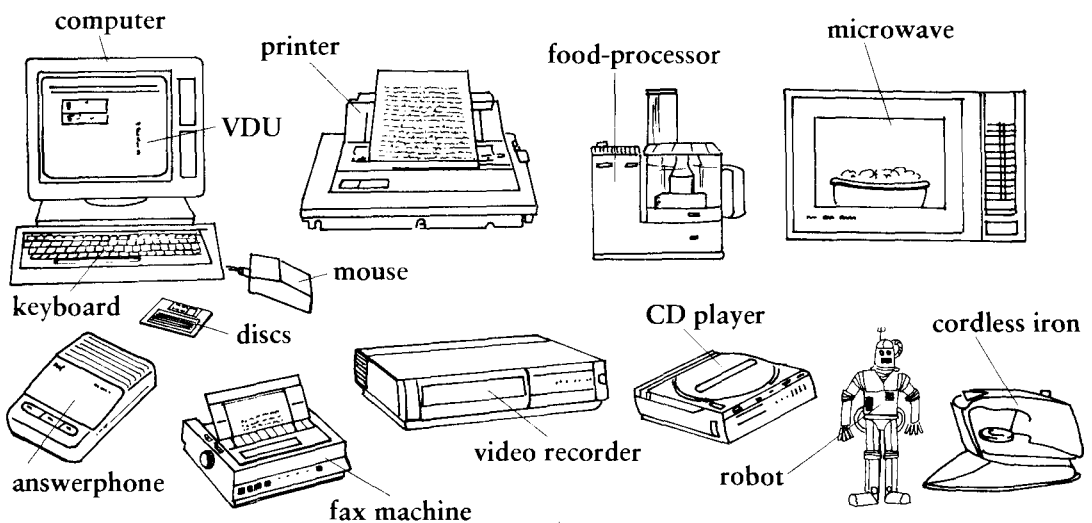 computer
printer
food-processor
microwave
VDU
keyboard
mouse
discs
CD player
cordless iron
answerphone
fax machine
video recorder
robot